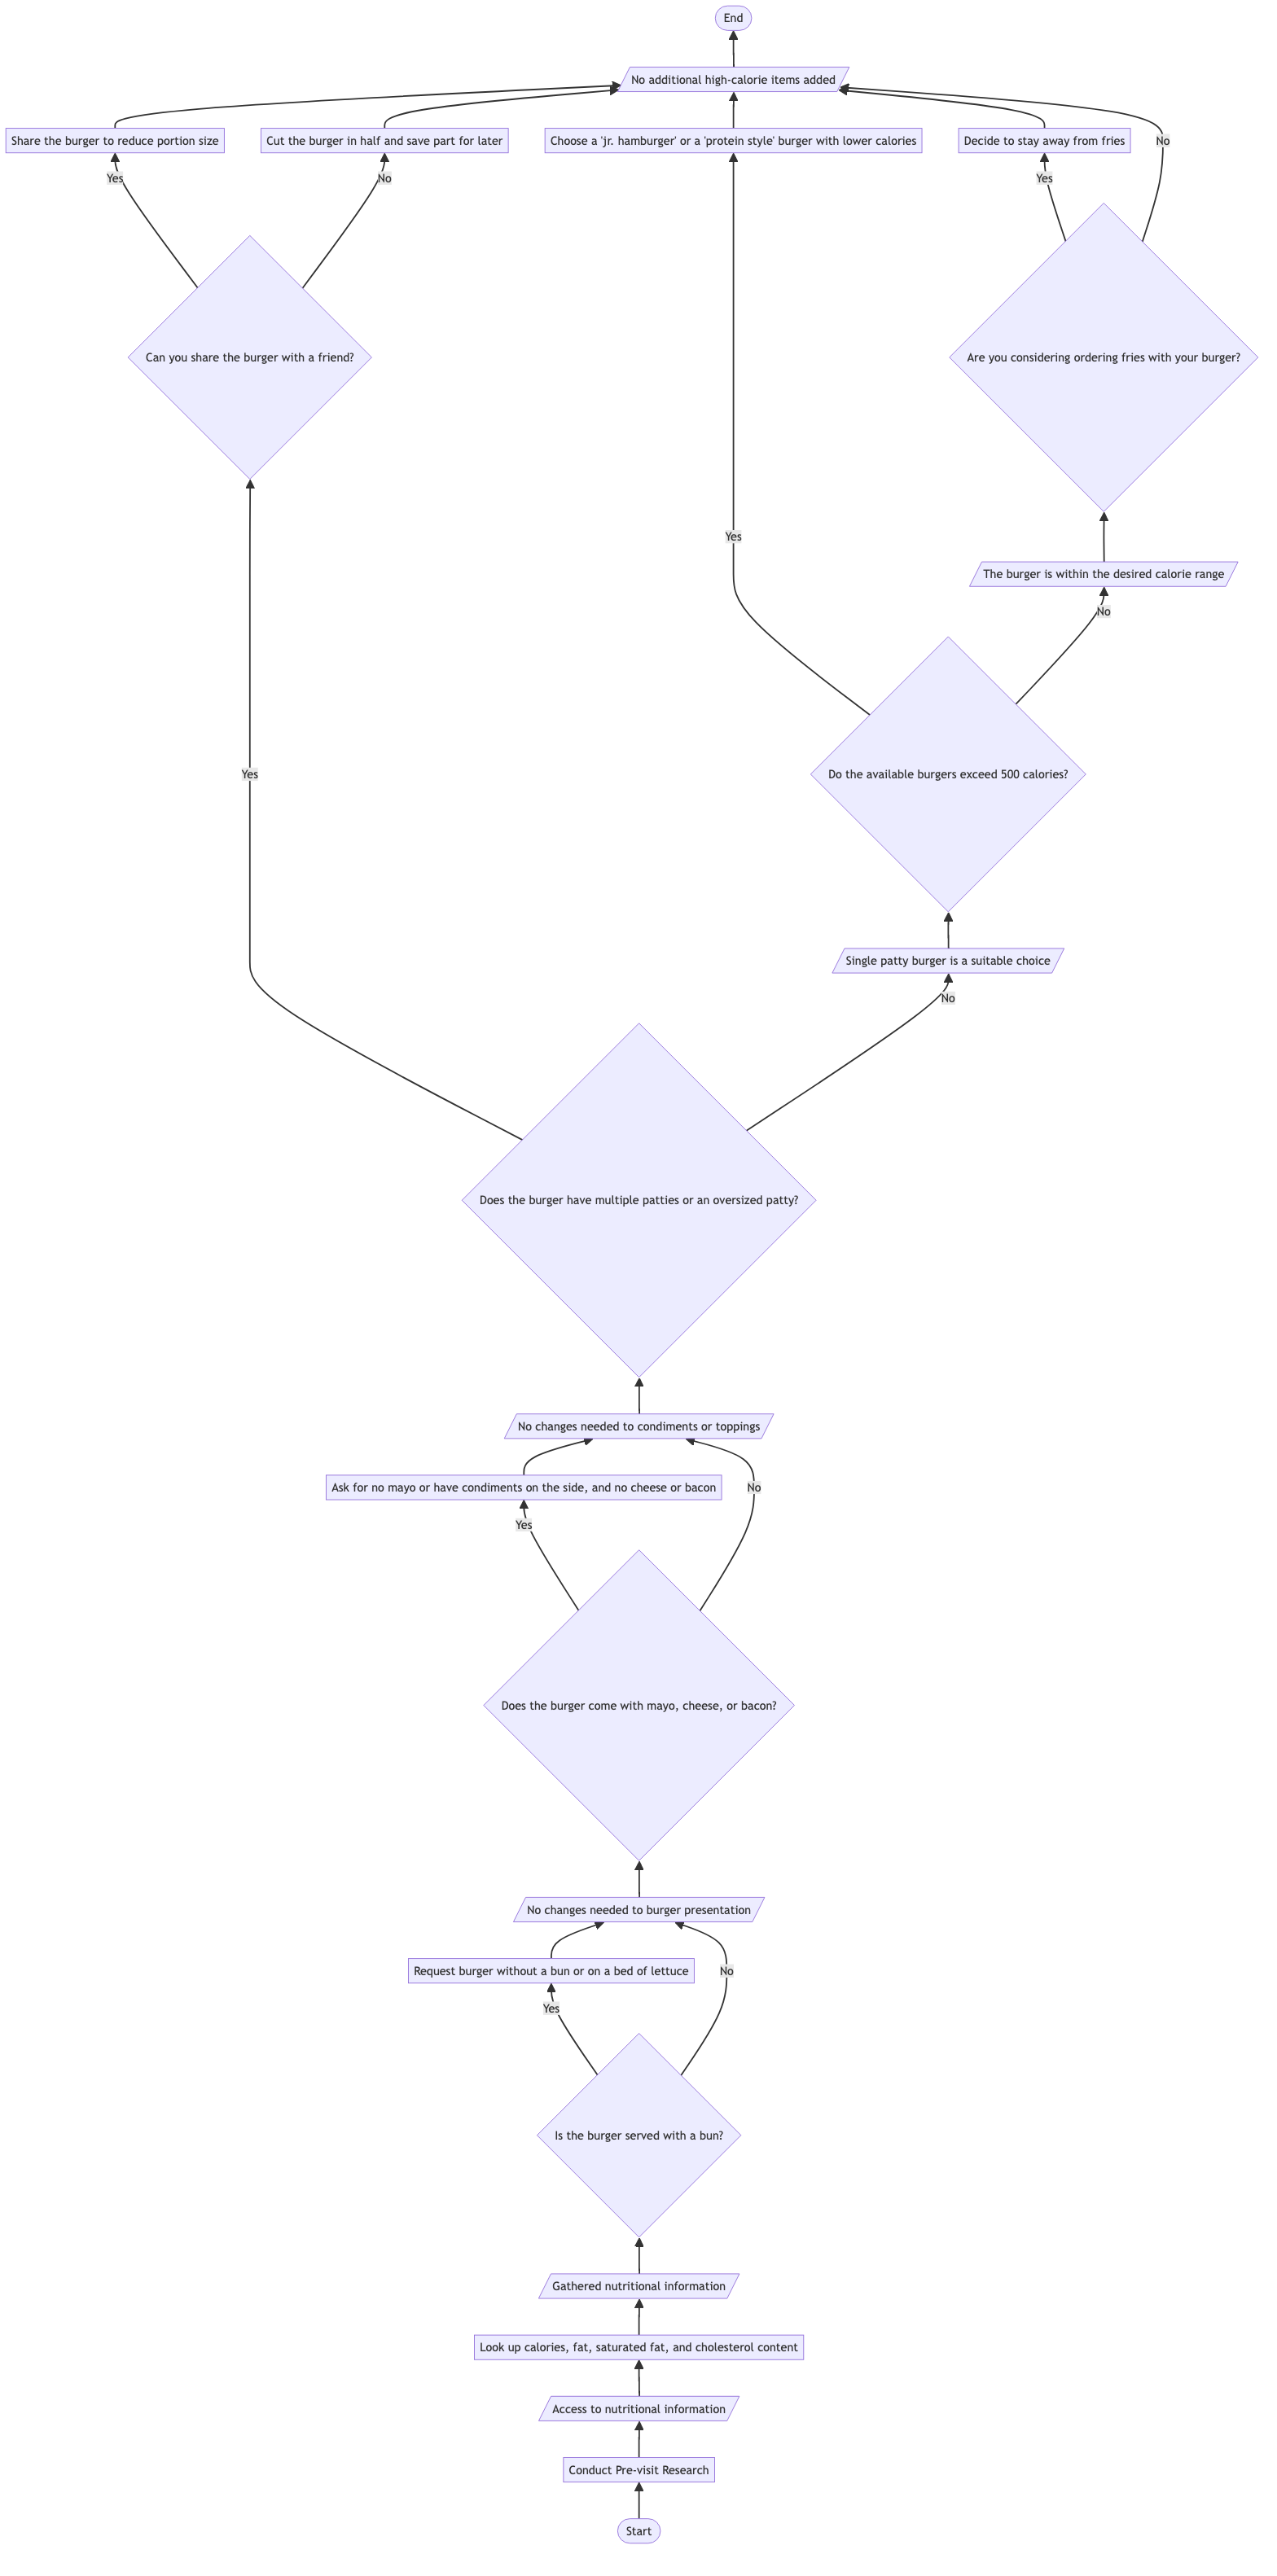 End
No additional high-calorie items added
Share the burger to reduce portion size
Cut the burger in half and save part for later
Choose a 'jr. hamburger' or a 'protein style' burger with lower calories
Decide to stay away from fries
No
Yes
No
Yes
Can you share the burger with a friend?
Are you considering ordering fries with your burger?
Yes
The burger is within the desired calorie range
No
Yes
Do the available burgers exceed 500 calories?
Single patty burger is a suitable choice
No
Does the burger have multiple patties or an oversized patty?
No changes needed to condiments or toppings
Ask for no mayo or have condiments on the side, and no cheese or bacon
No
Yes
Does the burger come with mayo, cheese, or bacon?
No changes needed to burger presentation
Request burger without a bun or on a bed of lettuce
No
Yes
Is the burger served with a bun?
Gathered nutritional information
Look up calories, fat, saturated fat, and cholesterol content
Access to nutritional information
Conduct Pre-visit Research
Start